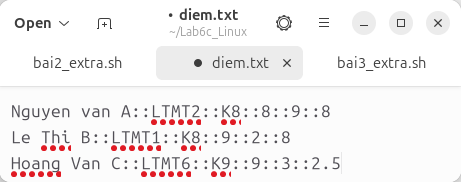 Open
• diem.txt
~/Lab6c_Linux
bai2_extra.sh
• diem.txt
bai3_extra.sh
Nguyen van A::LTMT2::K8::8::9::8
Le Thi B::LTMT1::K8::9::2::8
Hoang Van C::LTMT6::K9::9::3::2.5